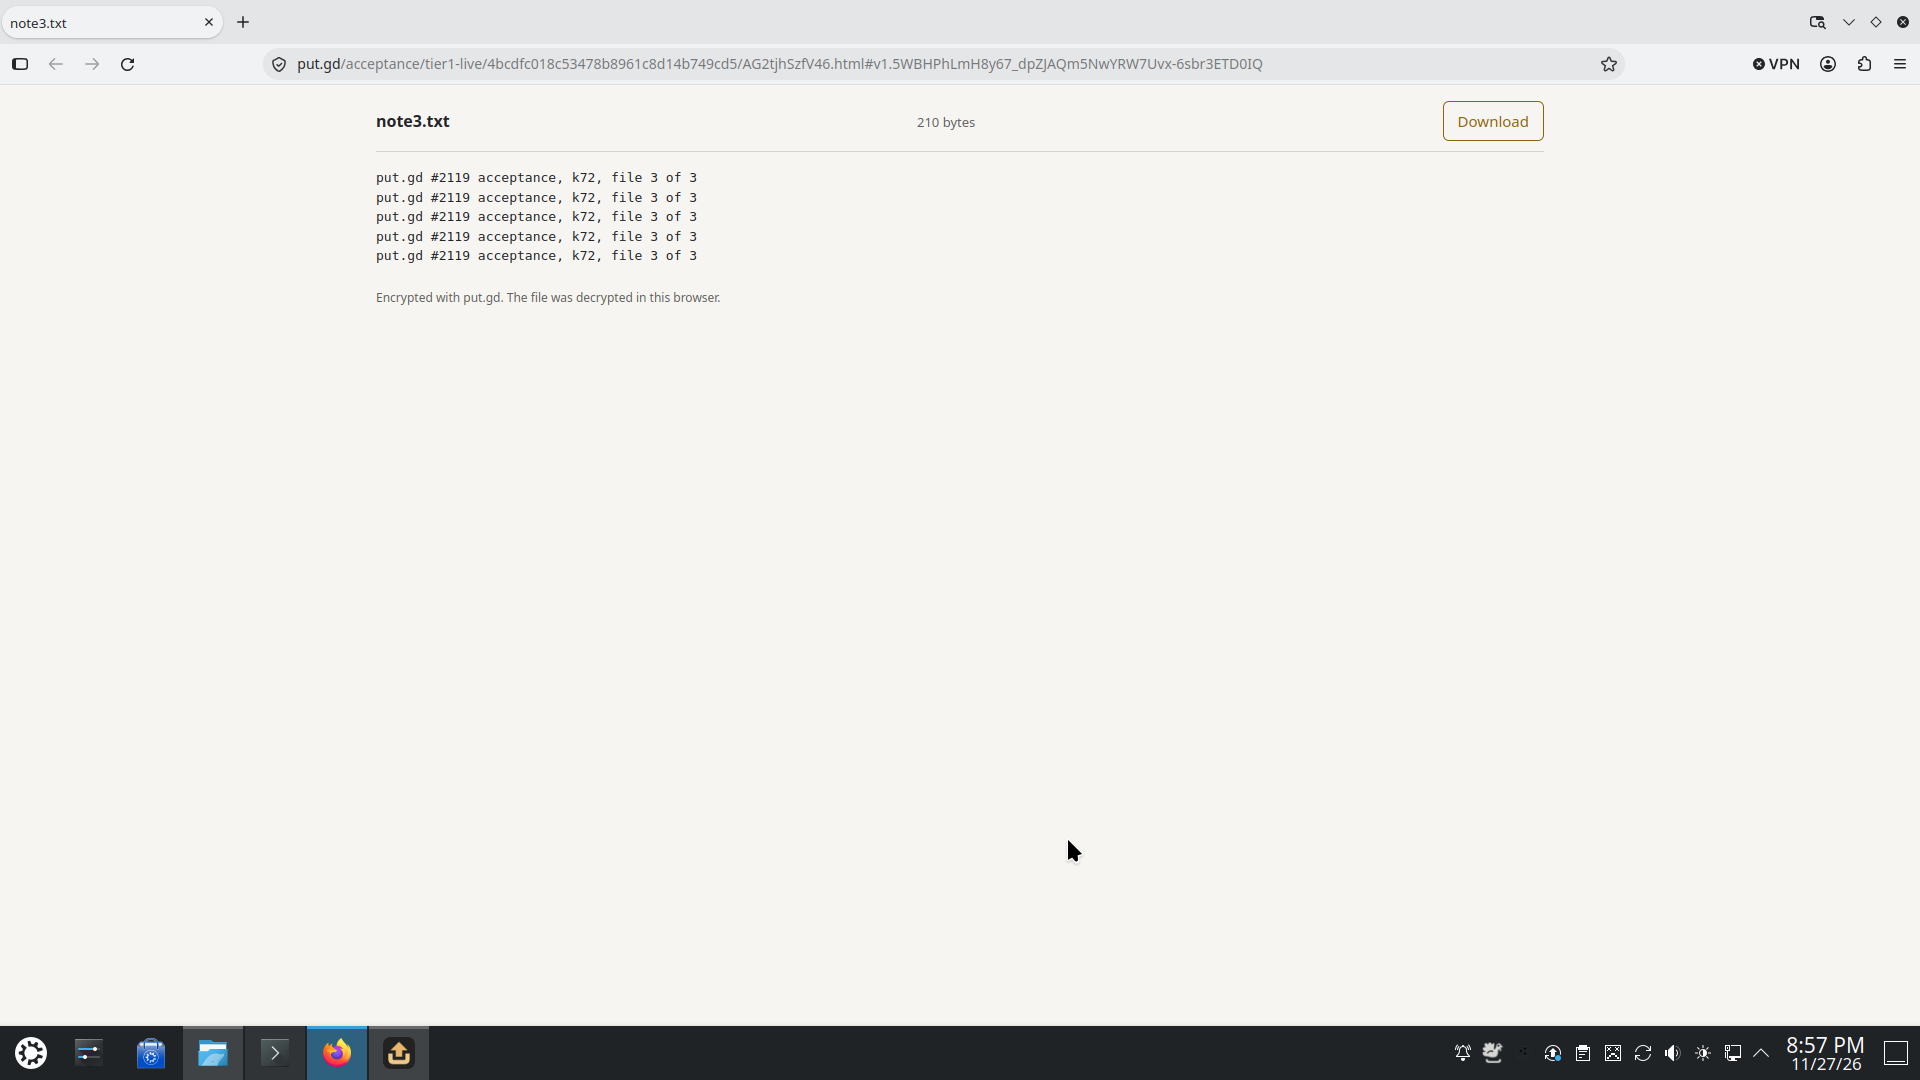 note3.txt
put.gd/acceptance/tier1-live/4bcdfc018c53478b8961c8d14b749cd5/AG2tjhSzfV46.html#v1.5WBHPhLmH8y67_dpZJAQm5NwYRW7Uvx-6sbr3ETD0IQ
VPN
note3.txt
210 bytes
Download
put.gd #2119 acceptance, k72, file 3 of 3
put.gd #2119 acceptance, k72, file 3 of 3
put.gd #2119 acceptance, k72, file 3 of 3
put.gd #2119 acceptance, k72, file 3 of 3
put.gd #2119 acceptance, k72, file 3 of 3
Encrypted with put.gd. The file was decrypted in this browser.
8:57 PM
11/27/26